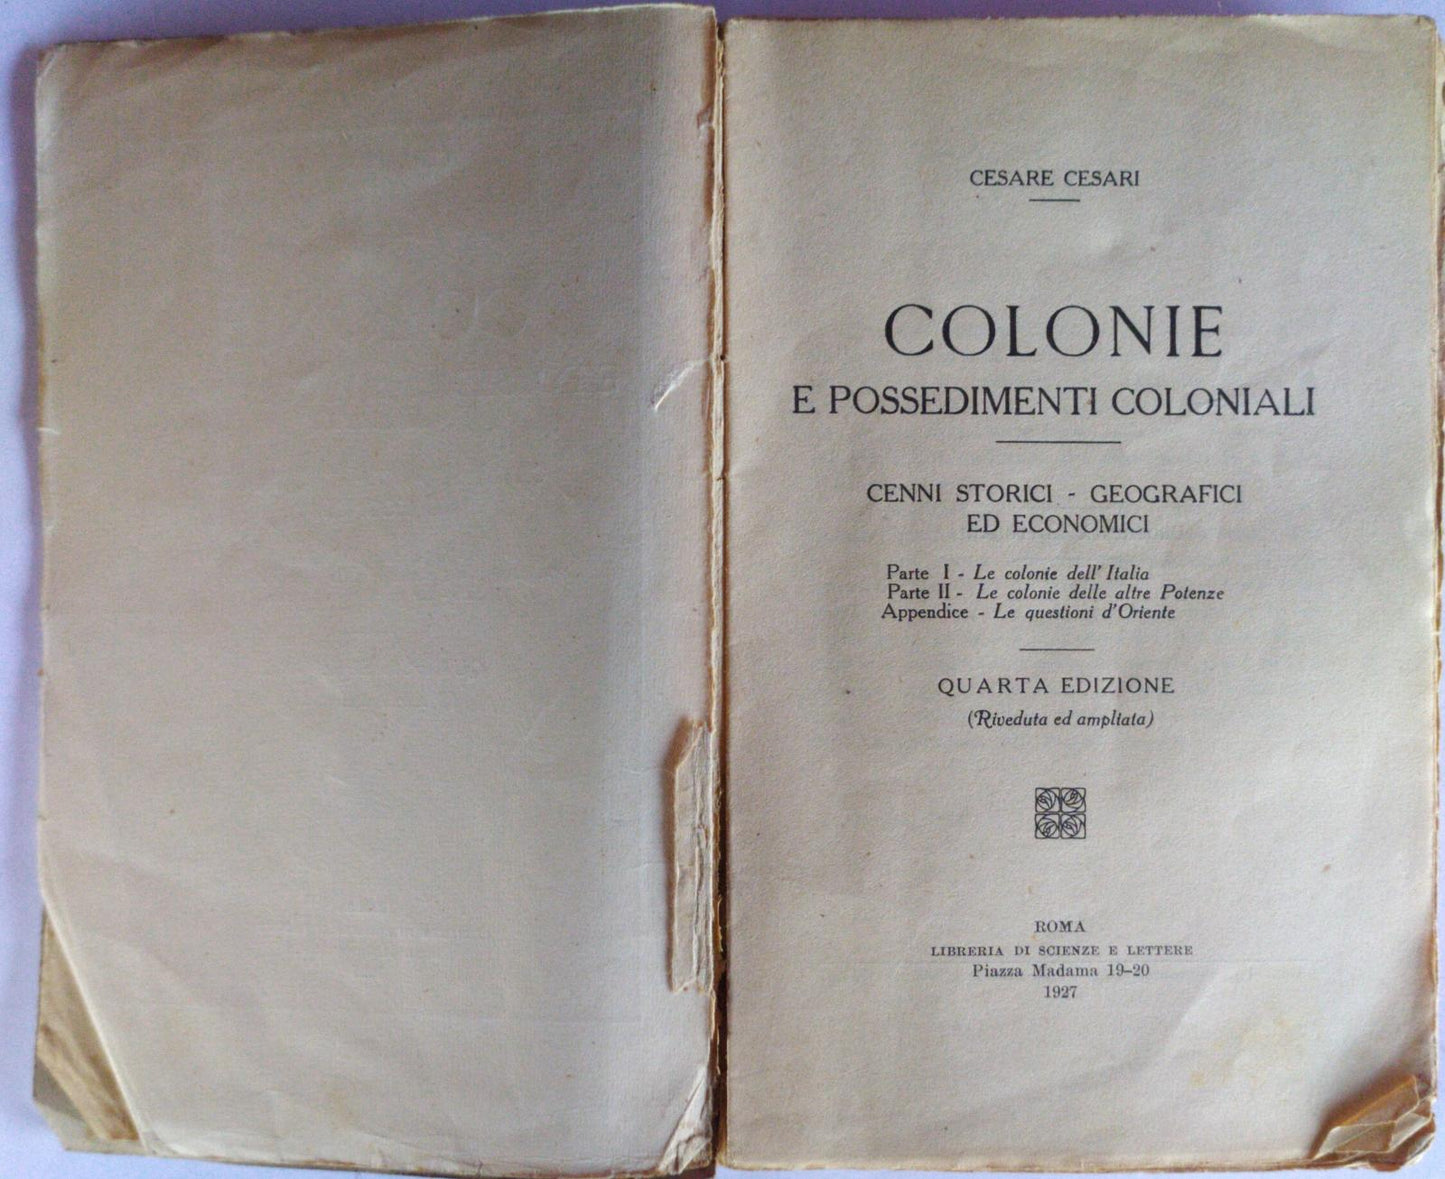 CESARE CESARI
COLONIE
E POSSEDIMENTI COLONIALI
CENNI STORICI - GEOGRAFICI
ED ECONOMICI
Parte I - Le colonie dell' Italia
Parte II - Le colonie delle altre Potenze
Appendice - Le questioni d'Oriente
QUARTA EDIZIONE
(Riveduta ed ampliata)
ROMA
LIBRERIA DI SCIENZE E LETTERE
Piazza Madama 19-20
1927